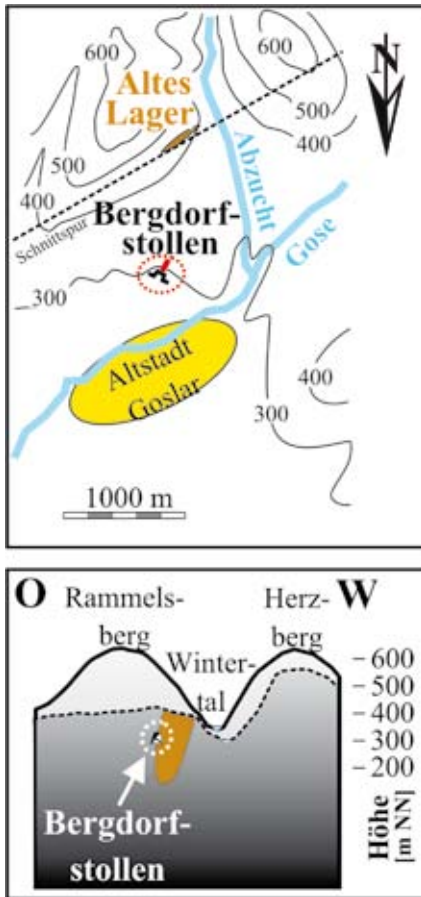 600
600
N
Altes
Lager
500
400
500
400
Abzucht
Gose
Schnittspur
Bergdorf-
stollen
300
Altstadt
Goslar
400
300
1000 m
O
Rammels-
berg
Herz-
berg
W
Winter-
tal
600
500
400
300
200
Bergdorf-
stollen
Höhe
[m NN]